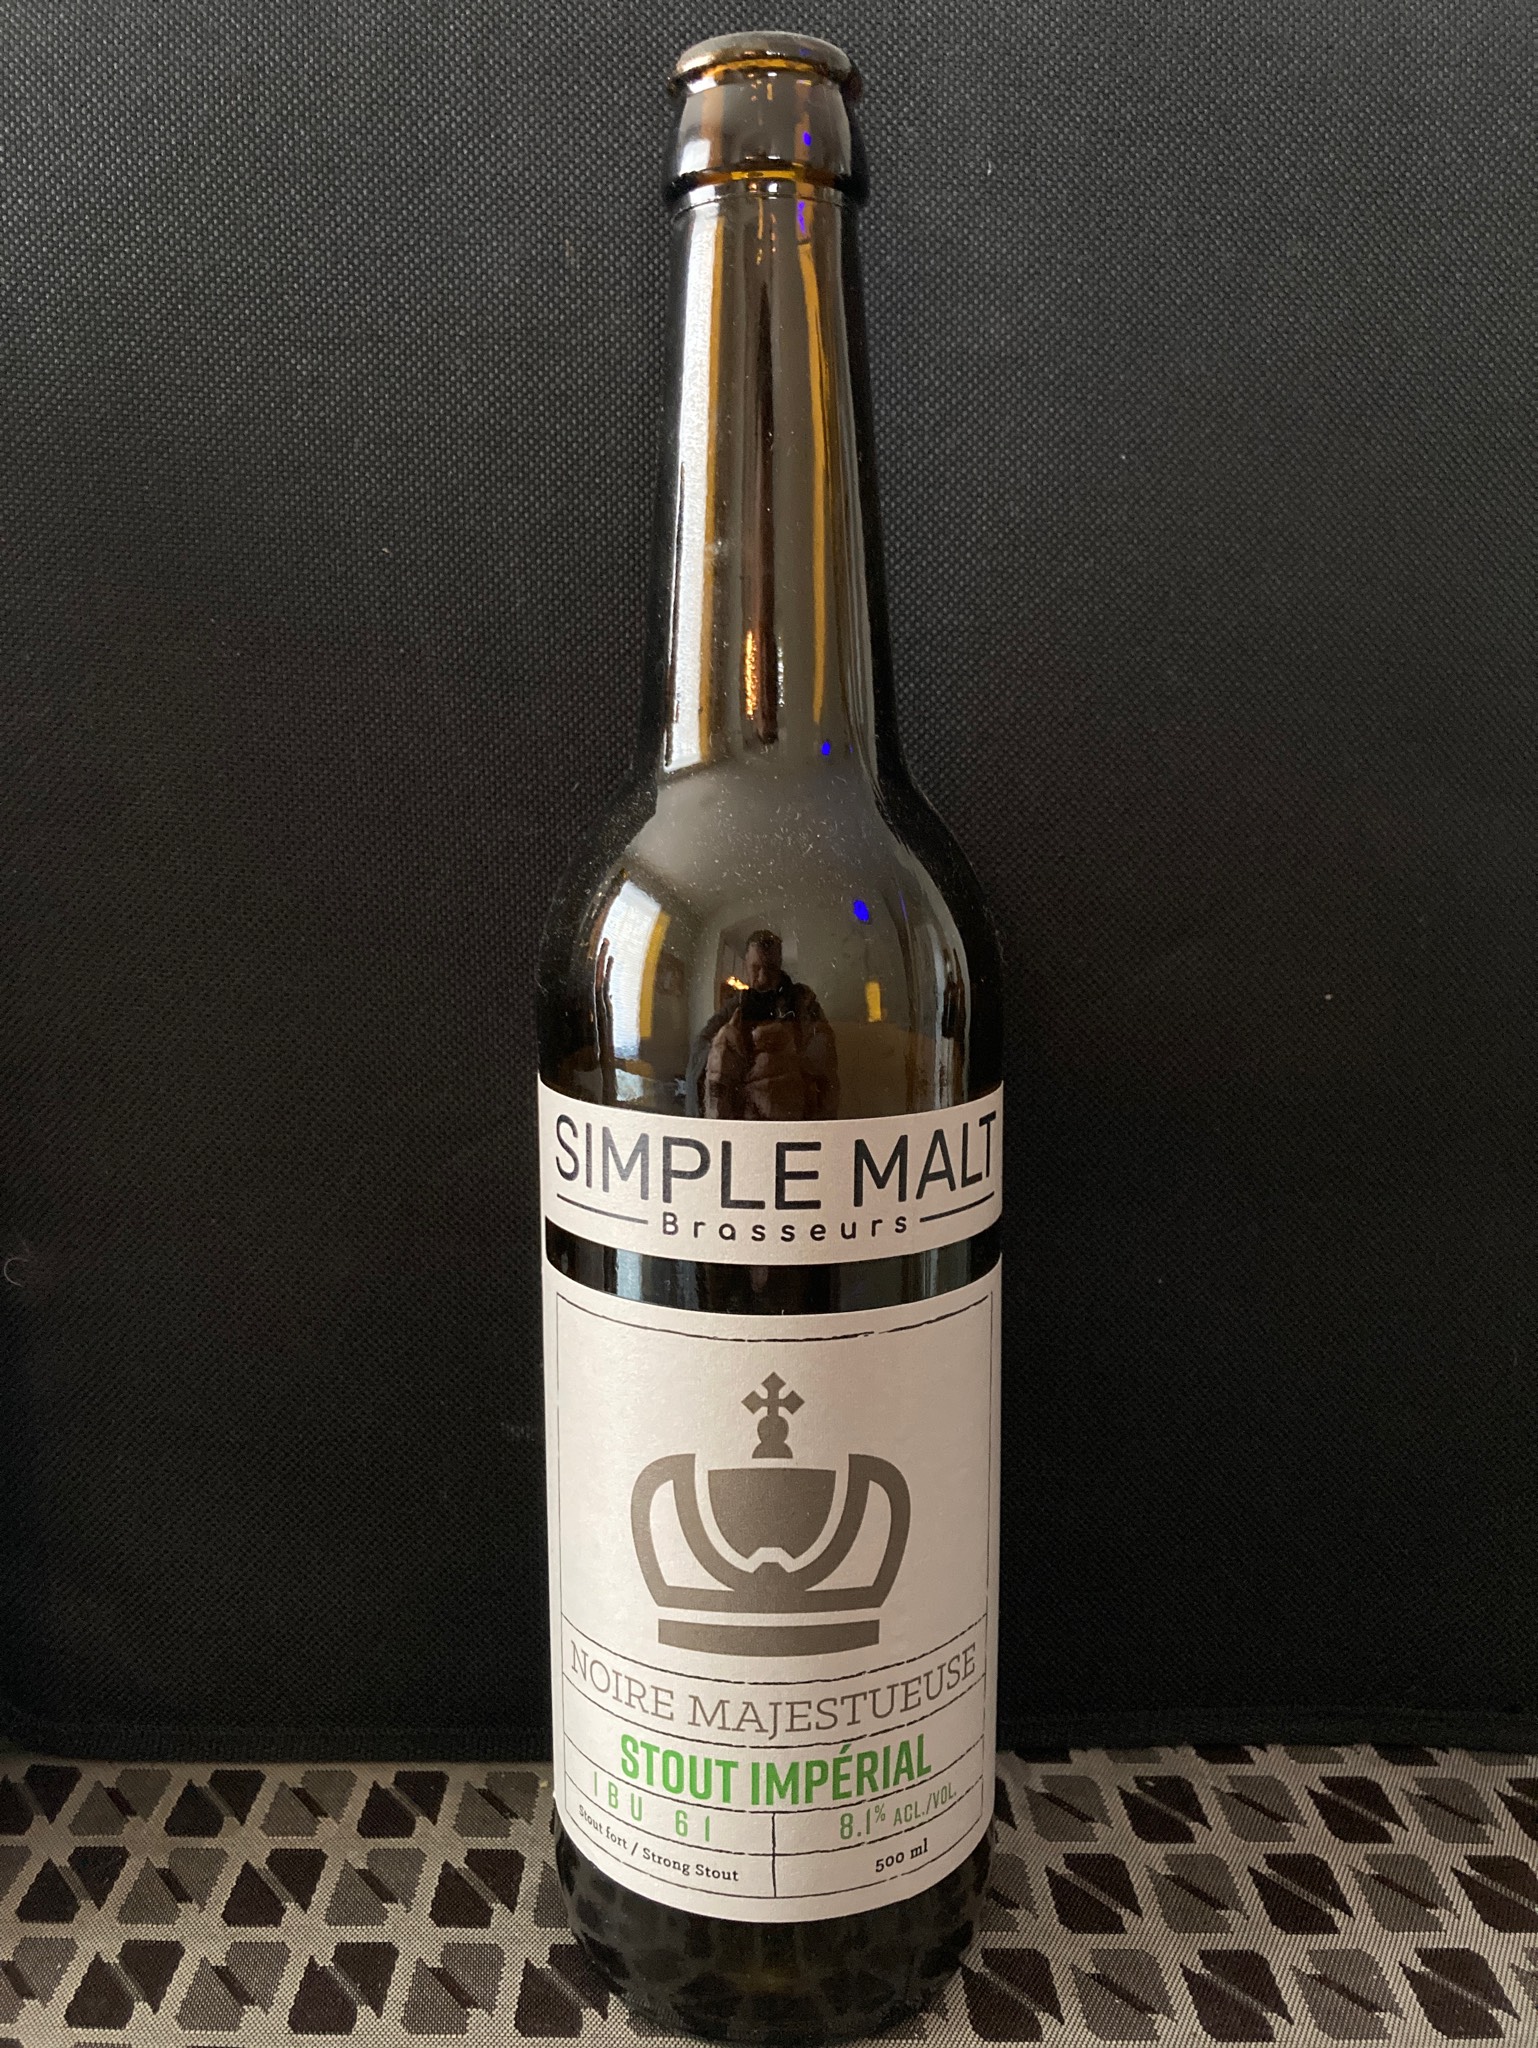 SIMPLE MALT
Brasseurs
NOIRE MAJESTUEUSE
STOUT IMPÉRIAL
IBU 61
8.1% ACL./VOL.
Stout fort / Strong Stout
500 ml